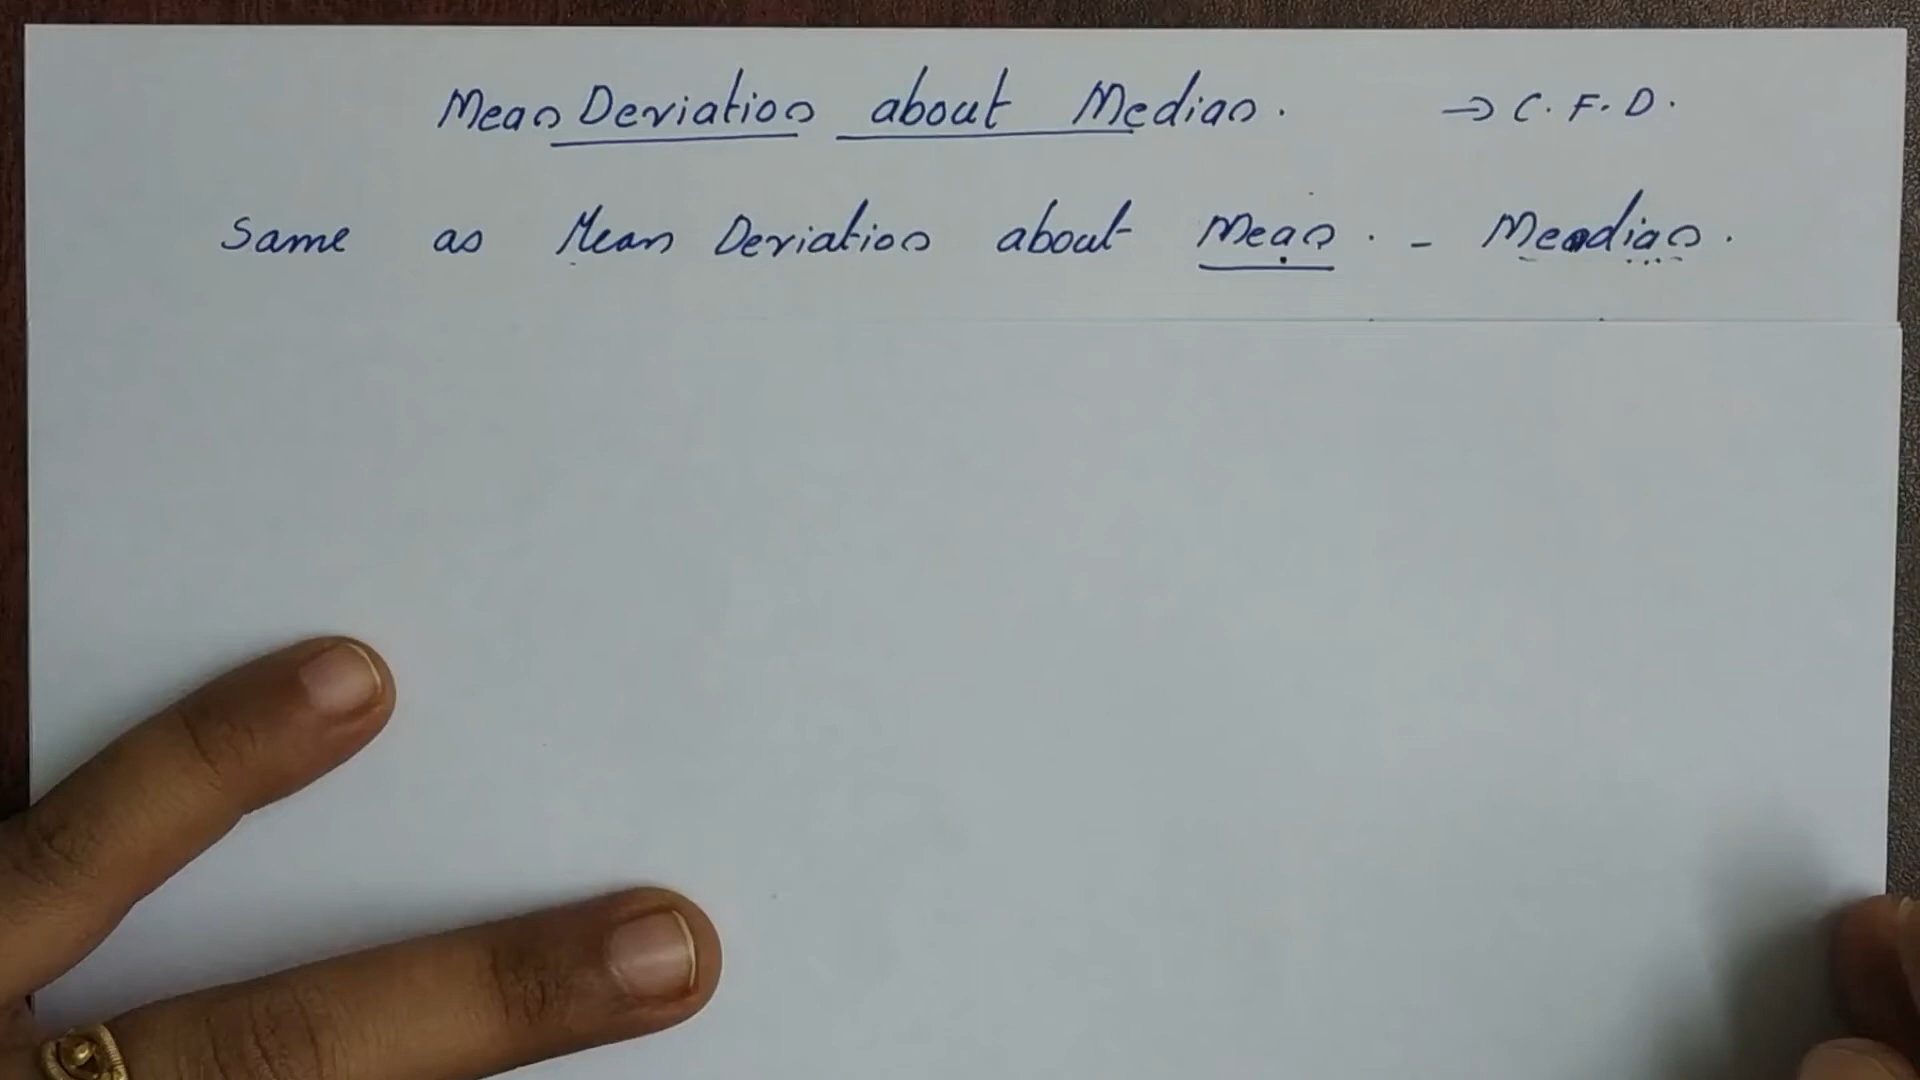 Mean Deviation about Median. → C.F.D.
Same as Mean Deviation about Mean. - Median.